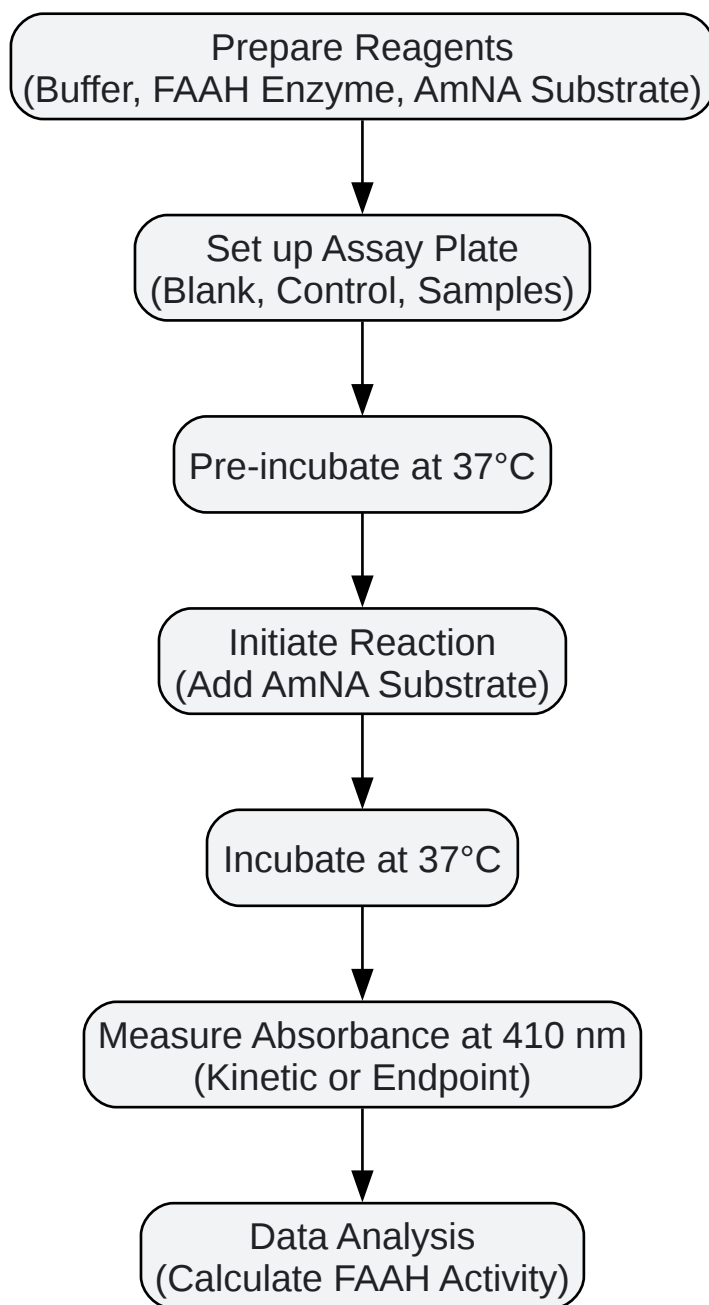 Prepare Reagents
(Buffer, FAAH Enzyme, AmNA Substrate)
Set up Assay Plate
(Blank, Control, Samples)
Pre-incubate at 37°C
Initiate Reaction
(Add AmNA Substrate)
Incubate at 37°C
Measure Absorbance at 410 nm
(Kinetic or Endpoint)
Data Analysis
(Calculate FAAH Activity)